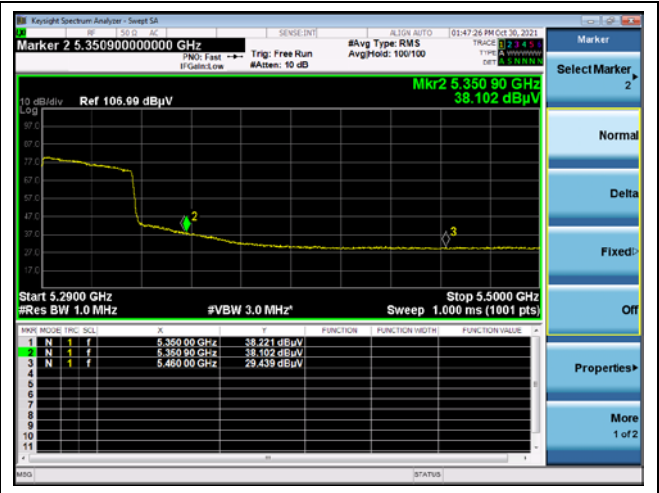 Keysight Spectrum Analyzer - Swept SA
RF 50 Ω AC SENSE:INT ALIGN AUTO 01:47:26 PM Oct 30, 2021
Marker 2 5.350900000000 GHz
PNO: Fast
IFGain:Low
Trig: Free Run
#Atten: 10 dB
#Avg Type: RMS
Avg|Hold: 100/100
TRACE 1 2 3 4 5 6
TYPE A WWWWW
DET A S N N N N
Mkr2 5.350 90 GHz
38.102 dBµV
10 dB/div Ref 106.99 dBµV
Log
97.0
87.0
77.0
67.0
57.0
47.0
37.0
27.0
17.0
2
3
Start 5.2900 GHz Stop 5.5000 GHz
#Res BW 1.0 MHz #VBW 3.0 MHz* Sweep 1.000 ms (1001 pts)
MKR MODE TRC SCL X Y FUNCTION FUNCTION WIDTH FUNCTION VALUE
1 N 1 f 5.350 00 GHz 38.221 dBµV
2 N 1 f 5.350 90 GHz 38.102 dBµV
3 N 1 f 5.460 00 GHz 29.439 dBµV
4
5
6
7
8
9
10
11
MSG STATUS
Marker
Select Marker
2
Normal
Delta
Fixed
Off
Properties
More
1 of 2